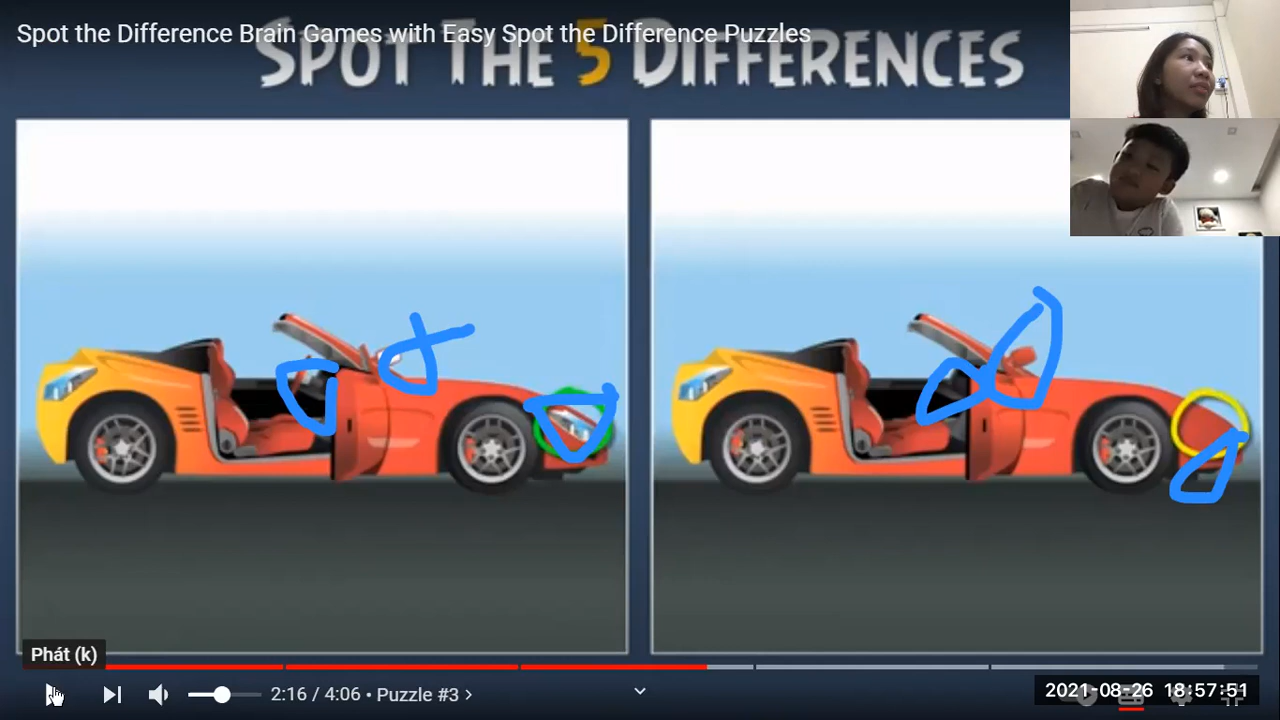 Spot the Difference Brain Games with Easy Spot the Difference Puzzles
SPOT THE 5 DIFFERENCES
Phát (k)
2:16 / 4:06 • Puzzle #3 >
2021-08-26 18:57:51